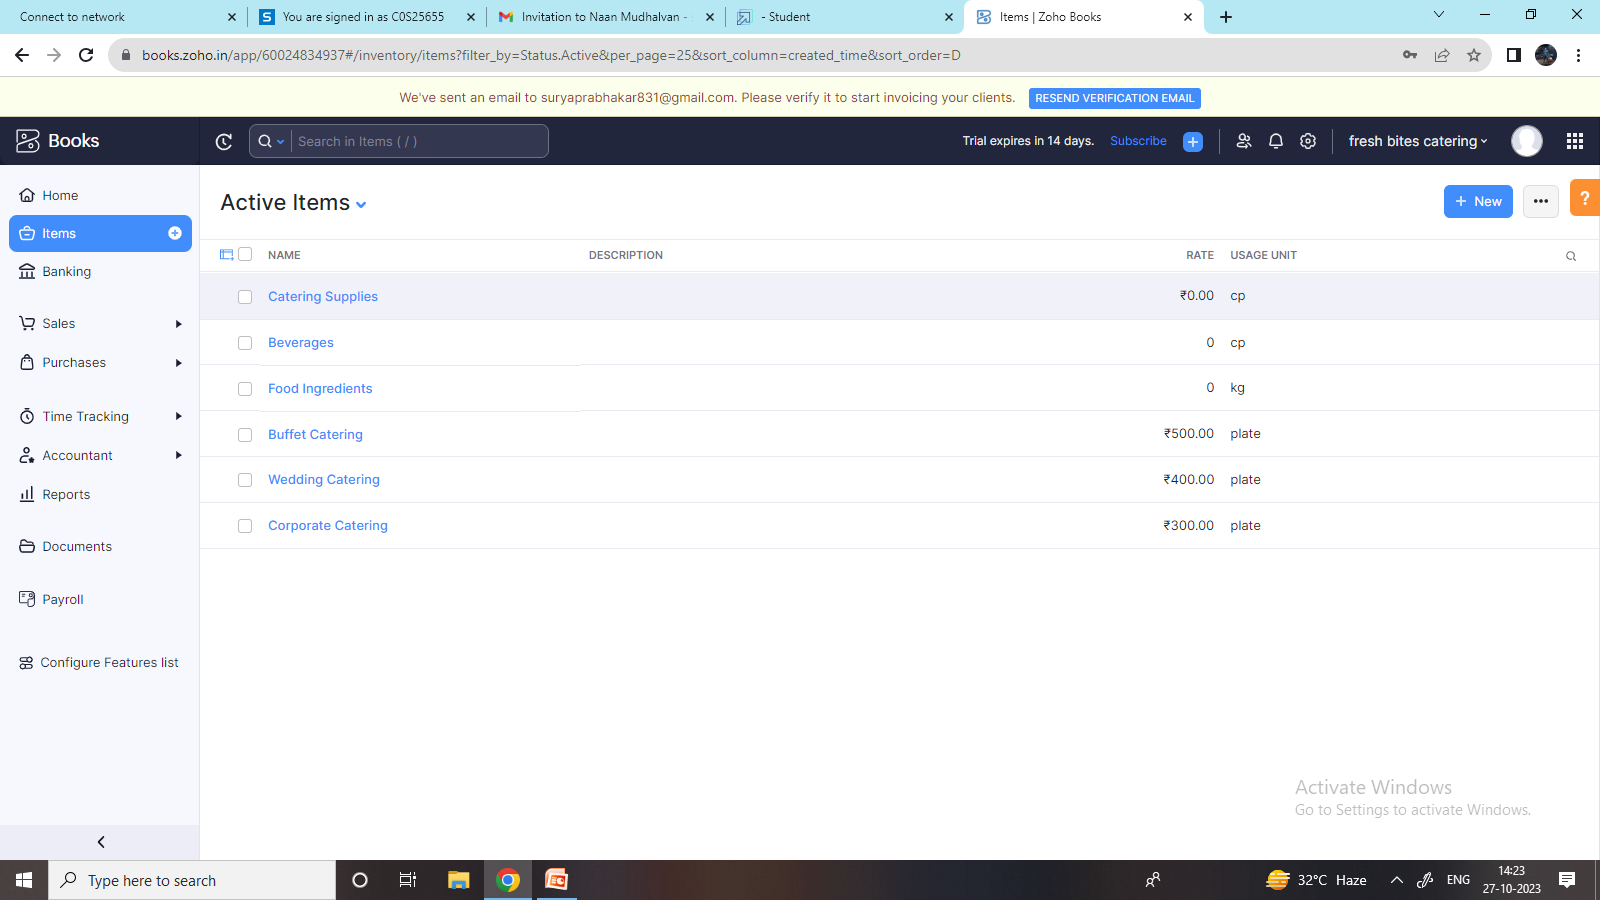 Connect to network
S You are signed in as C0S25655
Invitation to Naan Mudhalvan -
- Student
Items | Zoho Books
books.zoho.in/app/60024834937#/inventory/items?filter_by=Status.Active&per_page=25&sort_column=created_time&sort_order=D
We've sent an email to suryaprabhakar831@gmail.com. Please verify it to start invoicing your clients. RESEND VERIFICATION EMAIL
Books
Search in Items ( / )
Trial expires in 14 days. Subscribe
fresh bites catering
Home
Items
Banking
Sales
Purchases
Time Tracking
Accountant
Reports
Documents
Payroll
Configure Features list
Active Items
+ New
?
NAME DESCRIPTION RATE USAGE UNIT
Catering Supplies ₹0.00 cp
Beverages 0 cp
Food Ingredients 0 kg
Buffet Catering ₹500.00 plate
Wedding Catering ₹400.00 plate
Corporate Catering ₹300.00 plate
Activate Windows
Go to Settings to activate Windows.
Type here to search
32°C Haze
ENG
14:23
27-10-2023